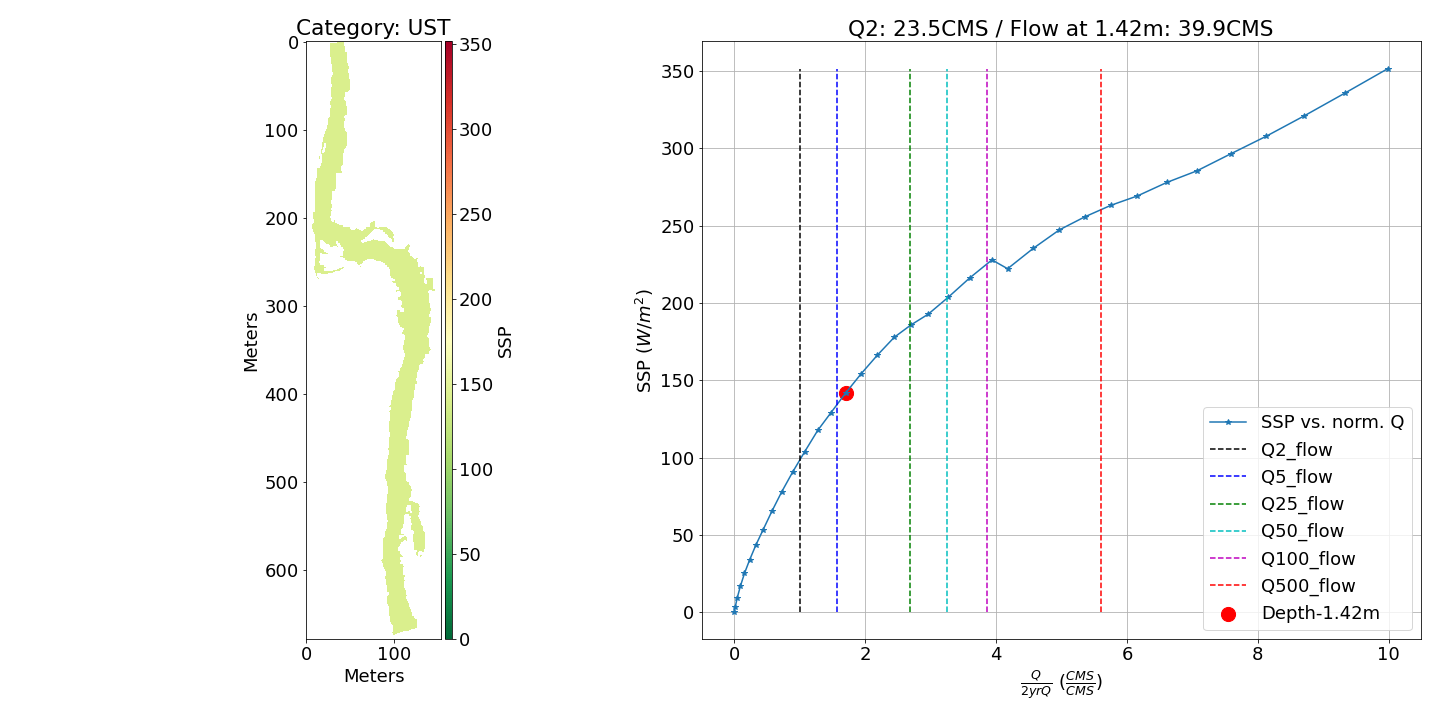 Category: UST
0
100
200
300
400
500
600
Meters
0
100
Meters
350
300
250
200
150
100
50
0
SSP
Q2: 23.5CMS / Flow at 1.42m: 39.9CMS
350
300
250
200
150
100
50
0
SSP (W/m²)
0
2
4
6
8
10
Q/2yrQ (CMS/CMS)
SSP vs. norm. Q
Q2_flow
Q5_flow
Q25_flow
Q50_flow
Q100_flow
Q500_flow
Depth-1.42m